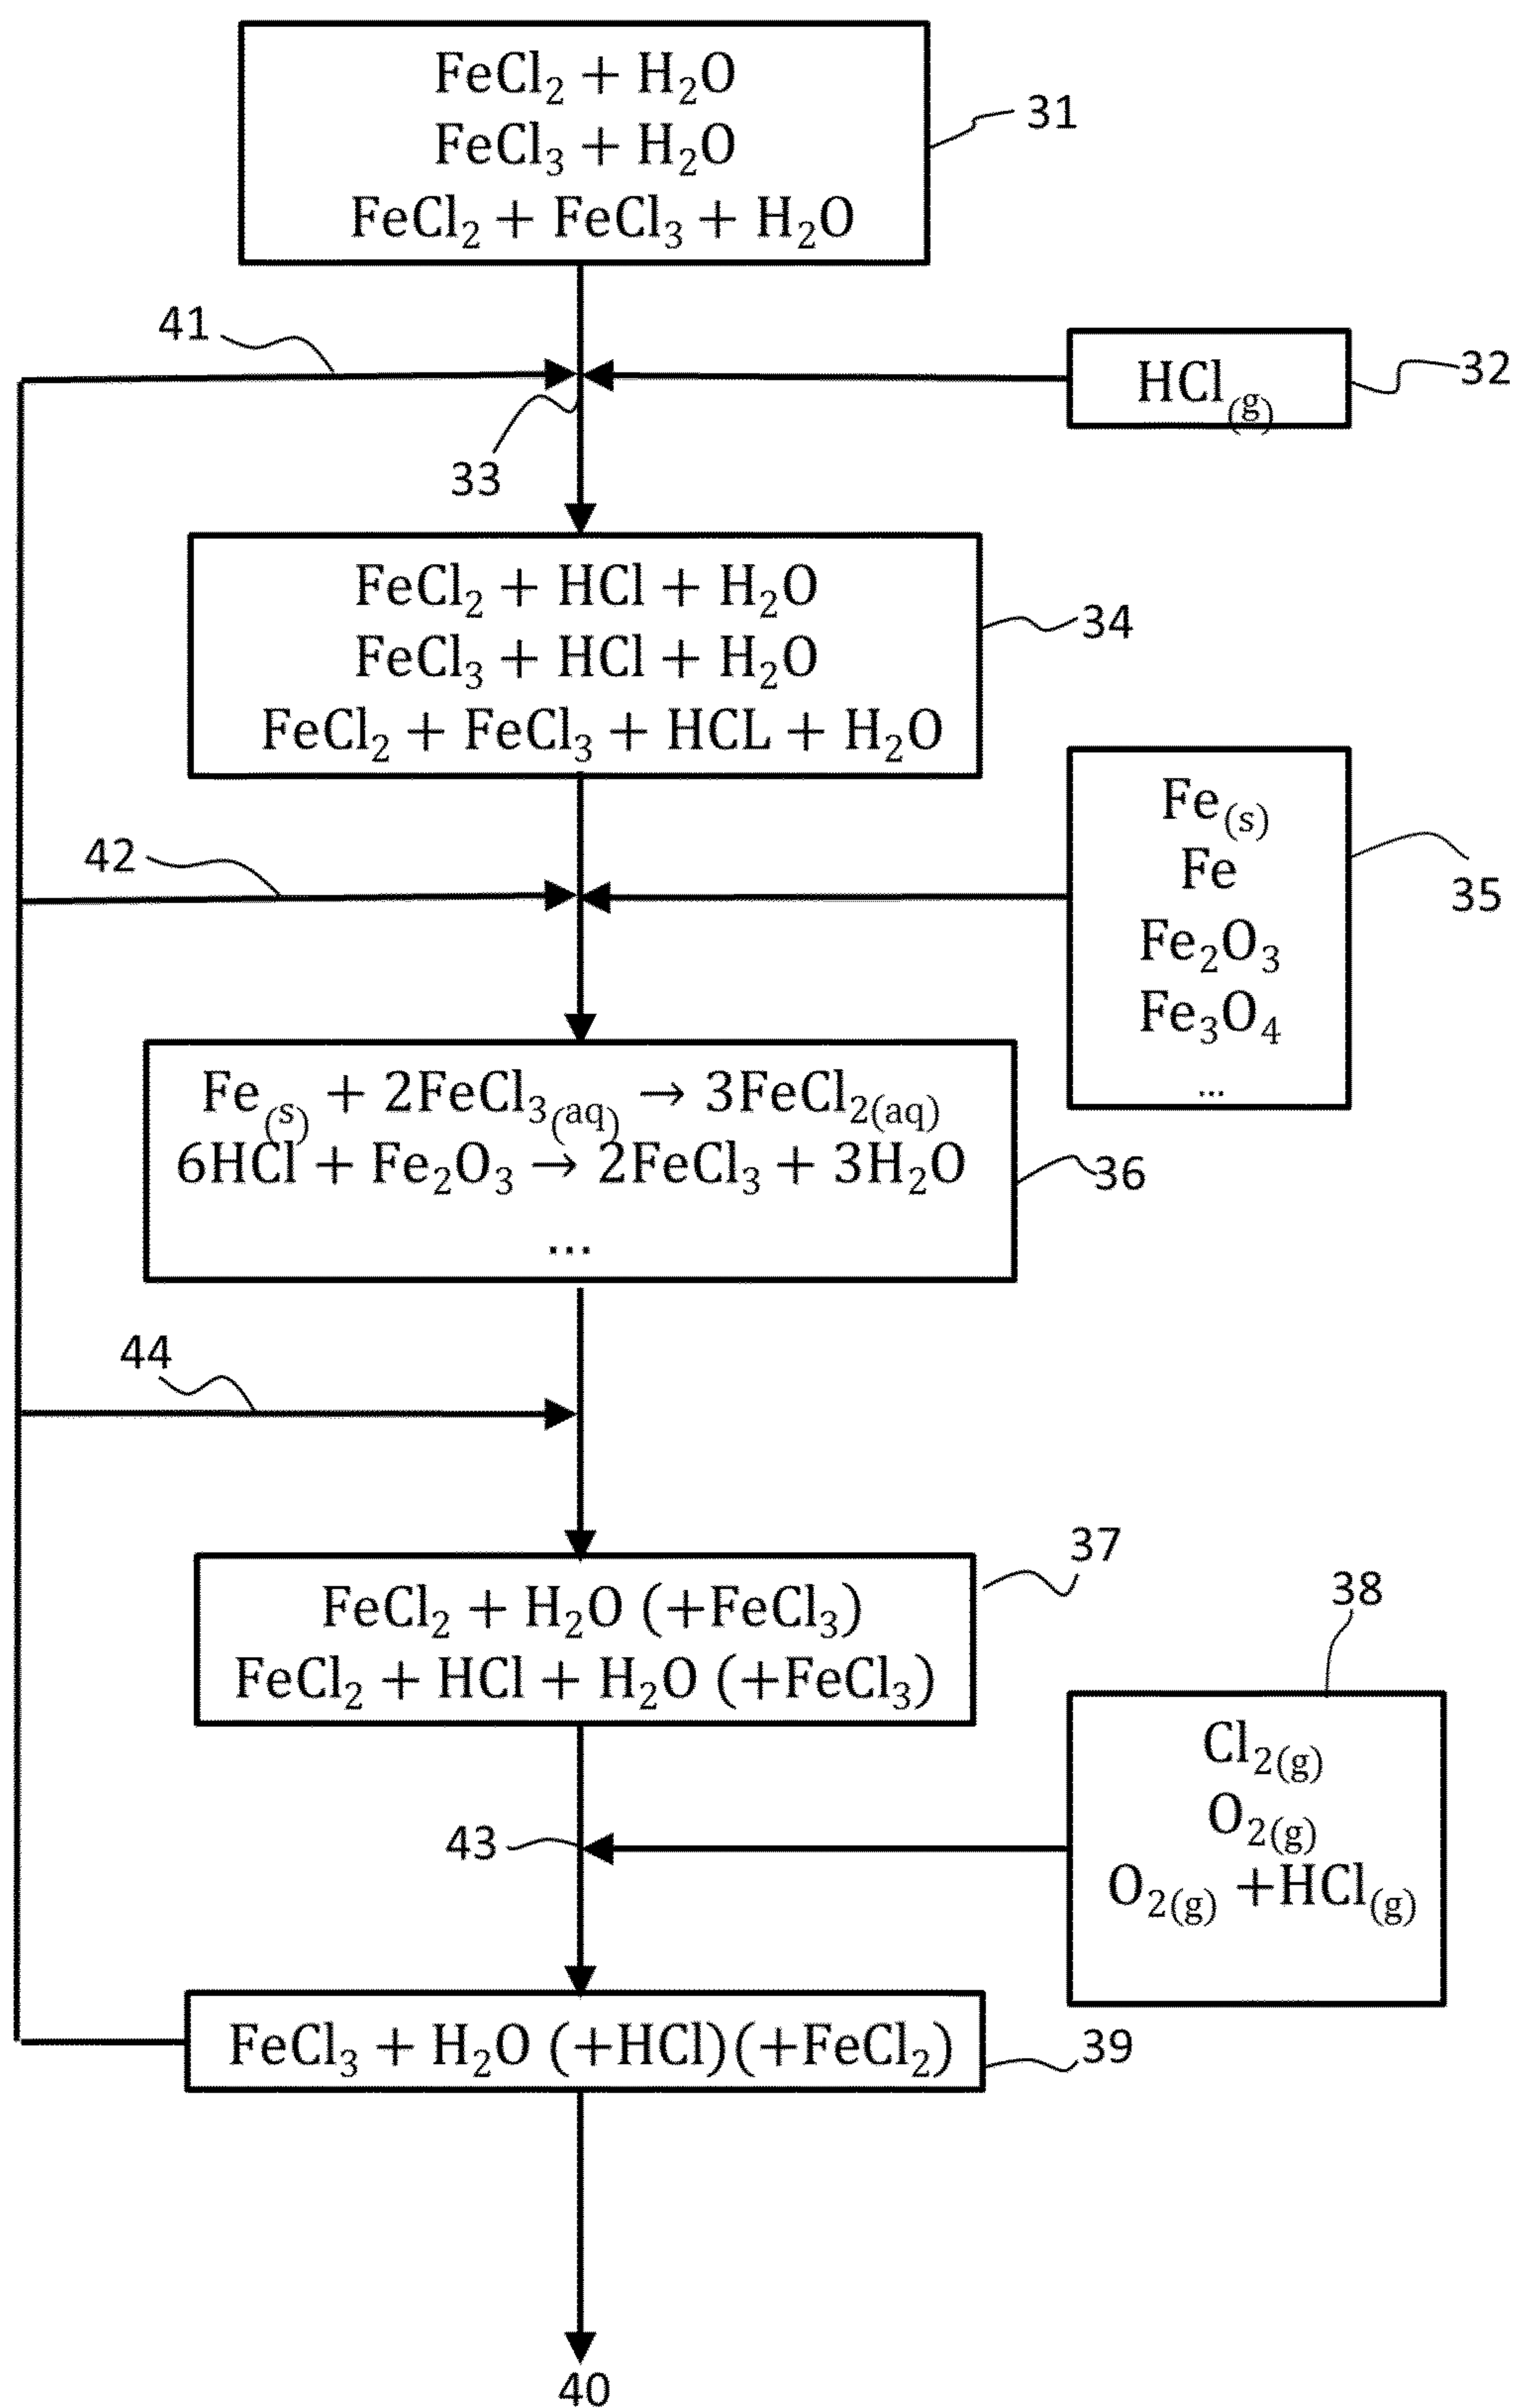 FeCl₂ + H₂O
FeCl₃ + H₂O
FeCl₂ + FeCl₃ + H₂O
31
41
HCl(g)
32
33
FeCl₂ + HCl + H₂O
FeCl₃ + HCl + H₂O
FeCl₂ + FeCl₃ + HCL + H₂O
34
Fe(s)
Fe
Fe₂O₃
Fe₃O₄
...
35
42
Fe(s) + 2FeCl₃(aq) → 3FeCl₂(aq)
6HCl + Fe₂O₃ → 2FeCl₃ + 3H₂O
...
36
44
37
FeCl₂ + H₂O (+FeCl₃)
FeCl₂ + HCl + H₂O (+FeCl₃)
38
Cl₂(g)
O₂(g)
O₂(g) +HCl(g)
43
FeCl₃ + H₂O (+HCl)(+FeCl₂)
39
40